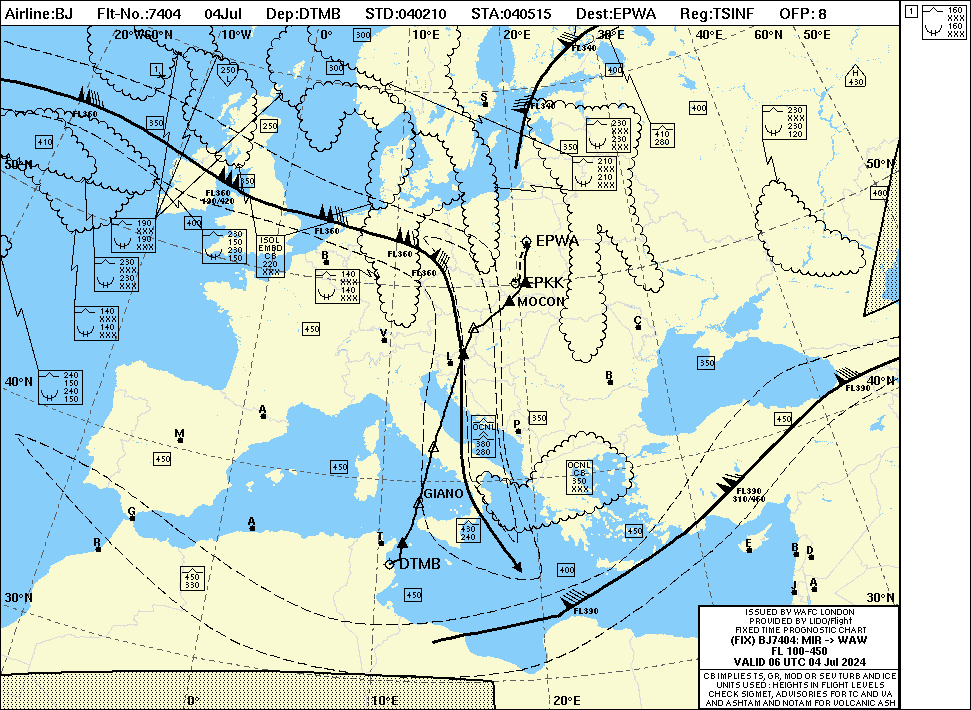 Airline:BJ Flt-No.:7404 04Jul Dep:DTMB STD:040210 STA:040515 Dest:EPWA Reg:TSINF OFP: 8
1
160
XXX
160
XXX
20°W 60°N 10°W 0° 10°E 20°E 30°E 40°E 60°N 50°E
300
FL340
1
250
L
300
400
H
430
S
FL340
400
FL360
350
250
410
350
230
XXX
230
XXX
410
280
230
XXX
230
120
50°N
50°N
210
XXX
210
XXX
350
FL360
190/420
400
400
190
XXX
190
XXX
FL360
230
150
230
150
ISOL
EMBD
CB
220
XXX
B
FL360
FL360
EPWA
230
XXX
230
XXX
140
XXX
140
XXX
EPKK
MOCON
140
XXX
140
XXX
450
V
C
L
350
40°N
240
150
240
150
B
FL390
40°N
A
350
450
M
OCNL
380
280
P
450
450
OCNL
CB
350
XXX
GIANO
FL390
310/460
G
A
430
240
450
R
T
E
B
D
DTMB
400
450
330
J
A
30°N
450
FL390
30°N
ISSUED BY WAFC LONDON
PROVIDED BY LIDO/Flight
FIXED TIME PROGNOSTIC CHART
(FIX) BJ7404: MIR -> WAW
FL 100-450
VALID 06 UTC 04 Jul 2024
CB IMPLIES TS, GR, MOD OR SEV TURB AND ICE
UNITS USED : HEIGHTS IN FLIGHT LEVELS
CHECK SIGMET, ADVISORIES FOR TC AND VA
AND ASHTAM AND NOTAM FOR VOLCANIC ASH
0° 10°E 20°E